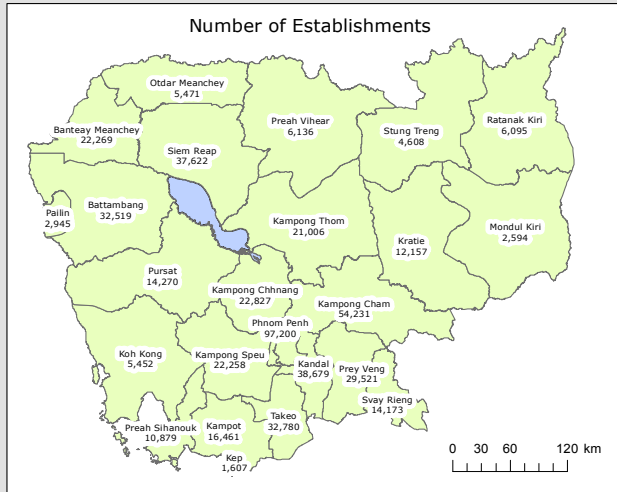 Number of Establishments
Otdar Meanchey
5,471
Banteay Meanchey
22,269
Siem Reap
37,622
Preah Vihear
6,136
Stung Treng
4,608
Ratanak Kiri
6,095
Battambang
32,519
Pailin
2,945
Kampong Thom
21,006
Kratie
12,157
Mondul Kiri
2,594
Pursat
14,270
Kampong Chhnang
22,827
Kampong Cham
54,231
Phnom Penh
97,200
Koh Kong
5,452
Kampong Speu
22,258
Kandal
38,679
Prey Veng
29,521
Svay Rieng
14,173
Preah Sihanouk
10,879
Kampot
16,461
Takeo
32,780
Kep
1,607
0 30 60 120 km